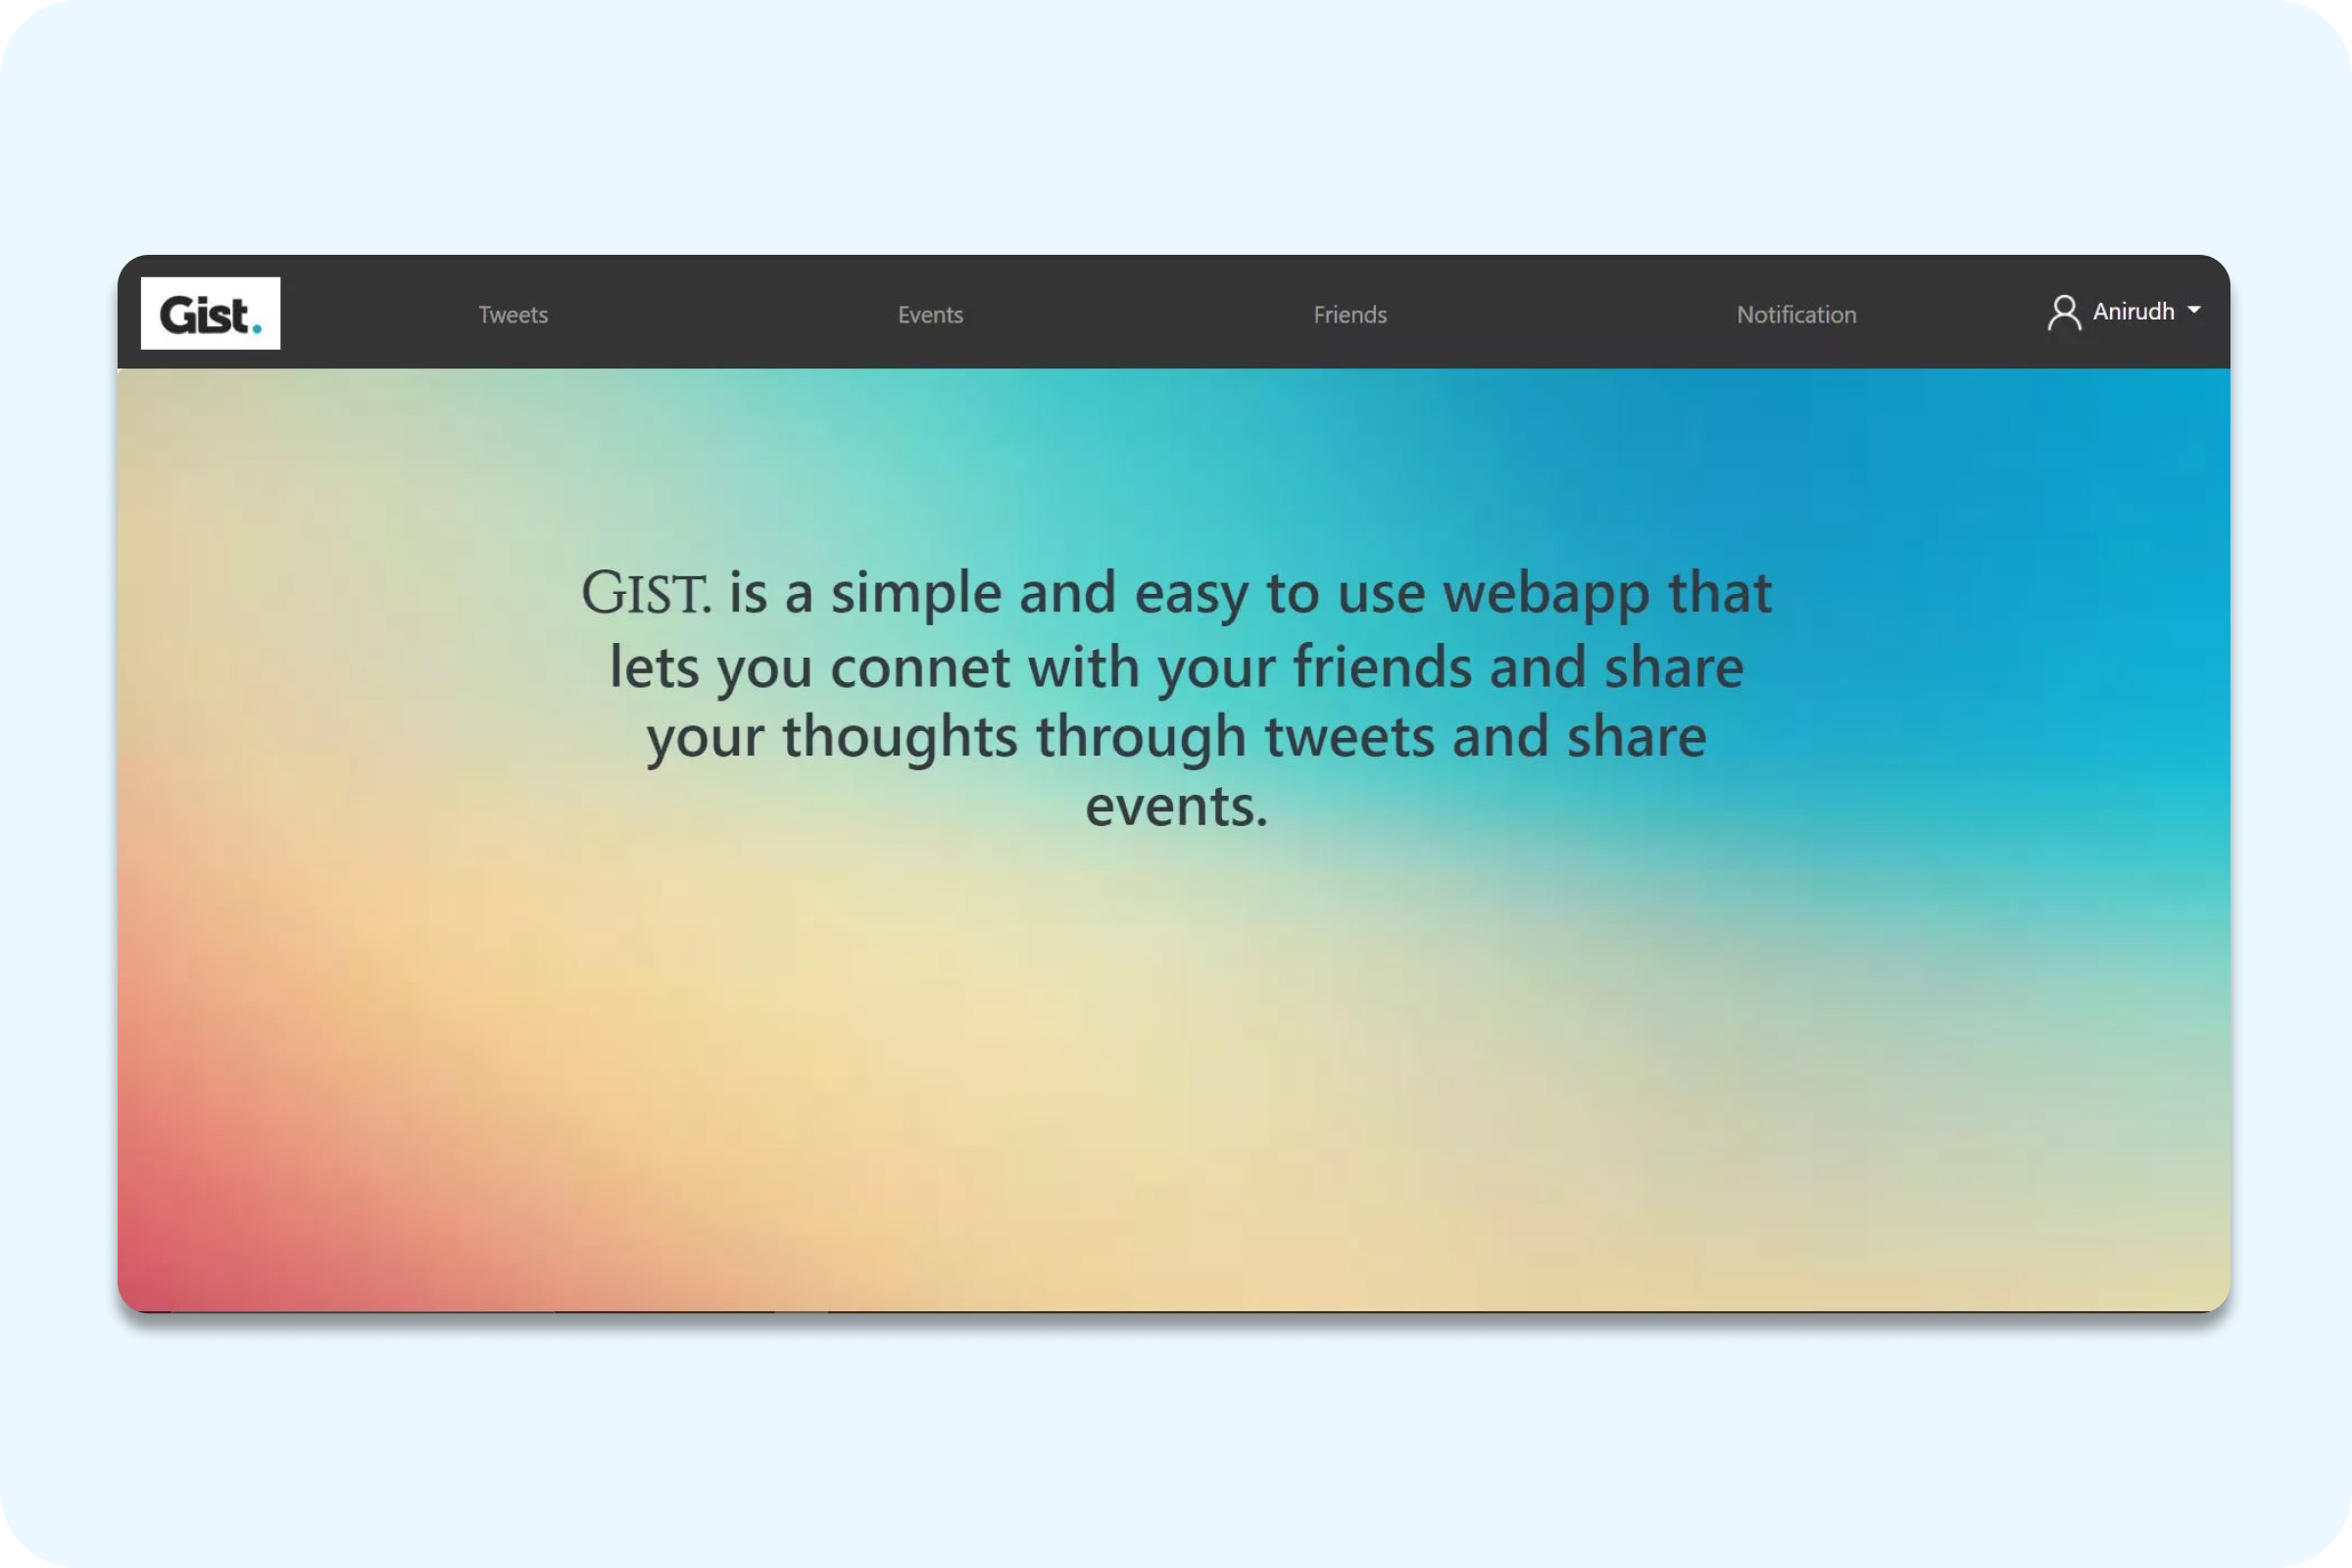 Gist.
Tweets
Events
Friends
Notification
Anirudh
GIST. is a simple and easy to use webapp that
lets you connet with your friends and share
your thoughts through tweets and share
events.